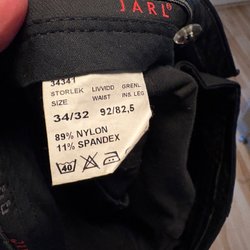 JARL®
34341
STORLEK LIVVIDD GRENL
SIZE WAIST INS. LEG
34/32 92/82,5
89% NYLON
11% SPANDEX
40